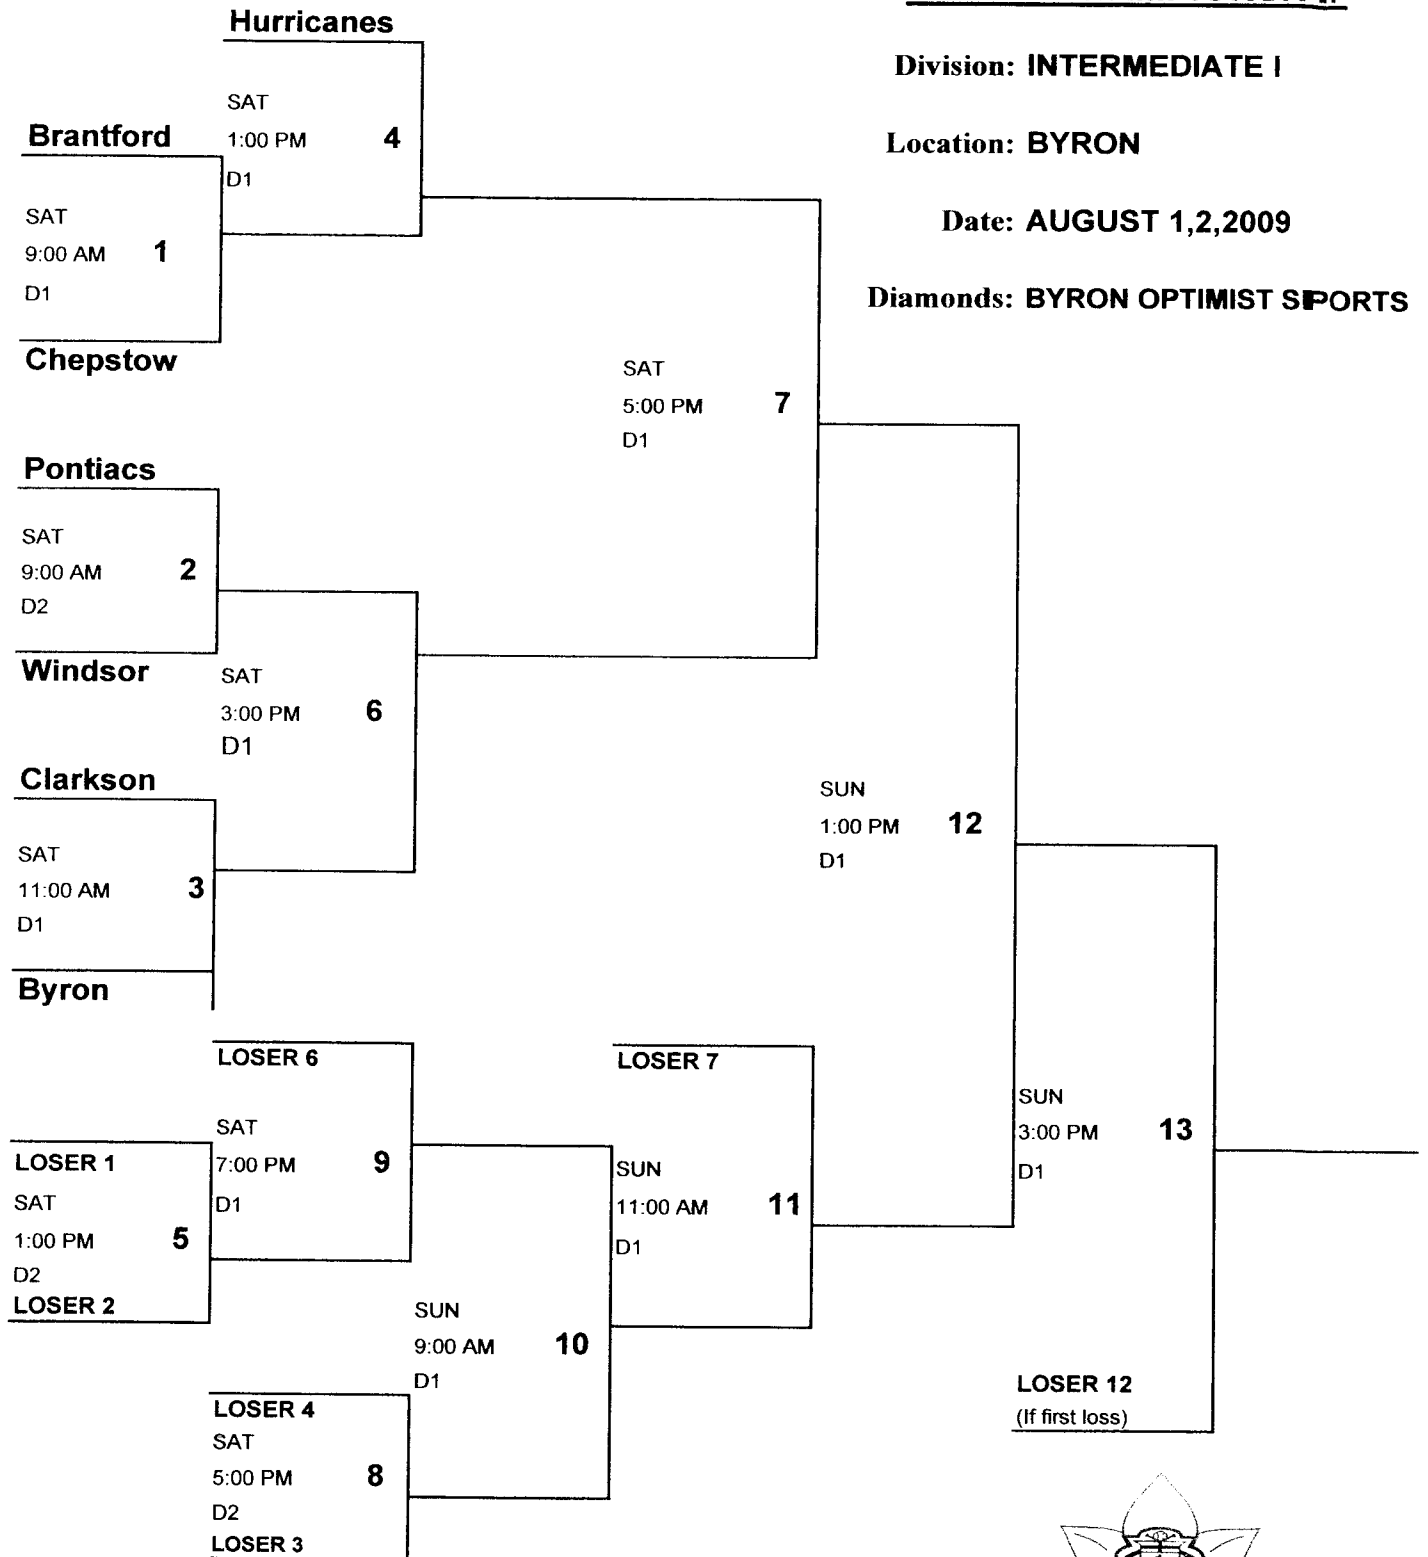 Hurricanes
Division: INTERMEDIATE I
SAT
1:00 PM 4
D1
Brantford
Location: BYRON
SAT
9:00 AM 1
D1
Chepstow
Date: AUGUST 1,2,2009
Diamonds: BYRON OPTIMIST SPORTS
SAT
5:00 PM 7
D1
Pontiacs
SAT
9:00 AM 2
D2
Windsor
SAT
3:00 PM 6
D1
Clarkson
SAT
11:00 AM 3
D1
Byron
SUN
1:00 PM 12
D1
LOSER 6
SAT
7:00 PM 9
D1
LOSER 7
SUN
11:00 AM 11
D1
SUN
3:00 PM 13
D1
LOSER 1
SAT
1:00 PM 5
D2
LOSER 2
SUN
9:00 AM 10
D1
LOSER 4
SAT
5:00 PM 8
D2
LOSER 3
LOSER 12
(If first loss)